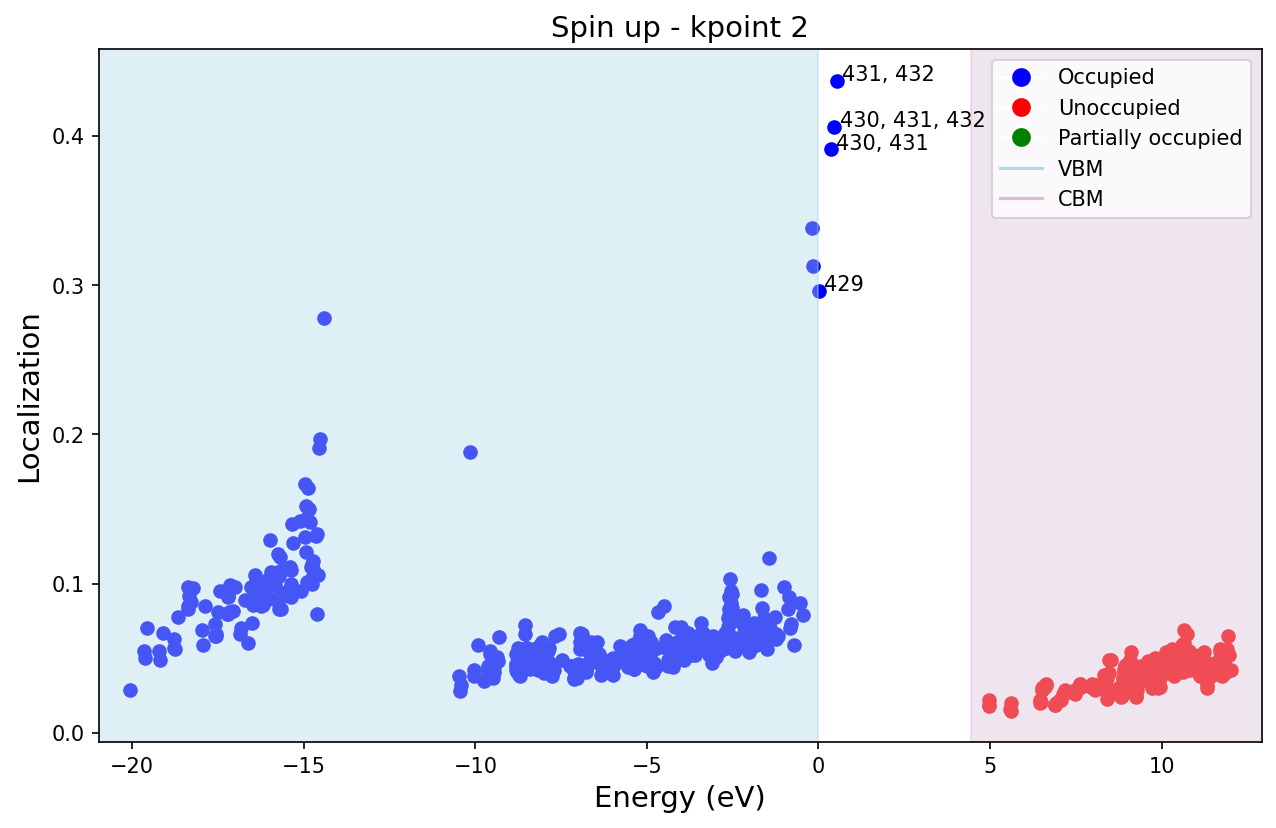 Spin up - kpoint 2
431, 432
430, 431, 432
430, 431
429
Occupied
Unoccupied
Partially occupied
VBM
CBM
Localization
0.4
0.3
0.2
0.1
0.0
−20
−15
−10
−5
0
5
10
Energy (eV)